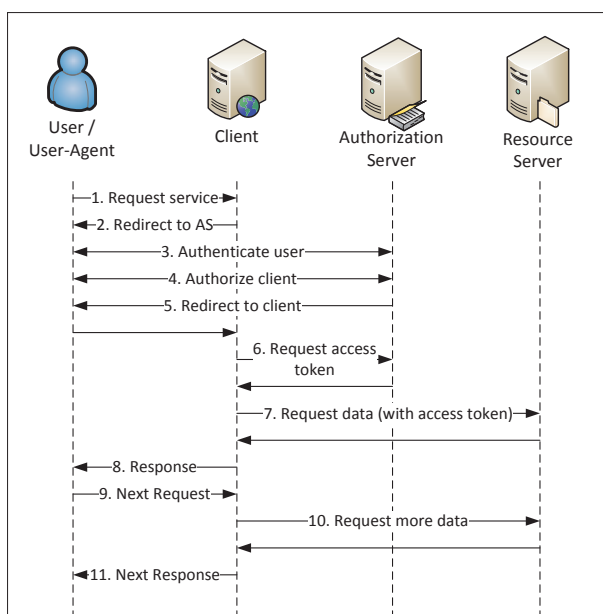 User /
User-Agent
Client
Authorization
Server
Resource
Server
1. Request service
2. Redirect to AS
3. Authenticate user
4. Authorize client
5. Redirect to client
6. Request access
token
7. Request data (with access token)
8. Response
9. Next Request
10. Request more data
11. Next Response